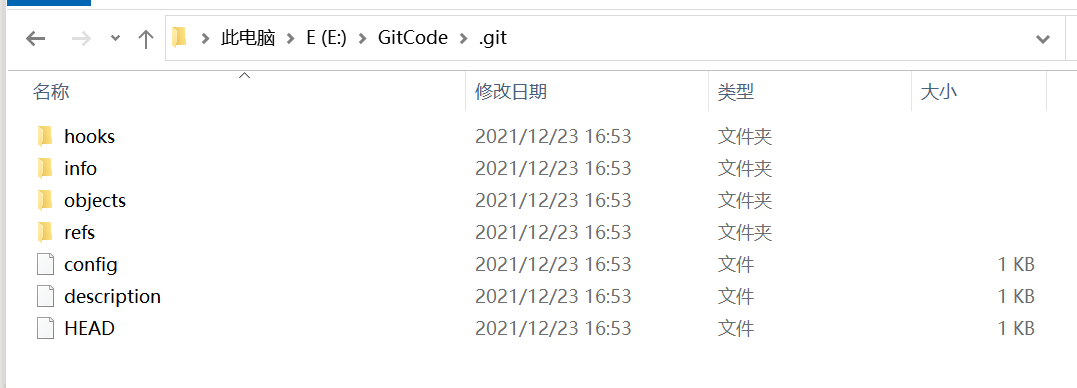 此电脑 E (E:) GitCode .git
名称 修改日期 类型 大小
hooks 2021/12/23 16:53 文件夹
info 2021/12/23 16:53 文件夹
objects 2021/12/23 16:53 文件夹
refs 2021/12/23 16:53 文件夹
config 2021/12/23 16:53 文件 1 KB
description 2021/12/23 16:53 文件 1 KB
HEAD 2021/12/23 16:53 文件 1 KB